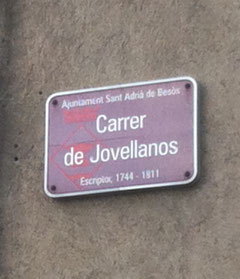 Ajuntament Sant Adrià de Besòs
Carrer
de Jovellanos
Escriptor, 1744 - 1811